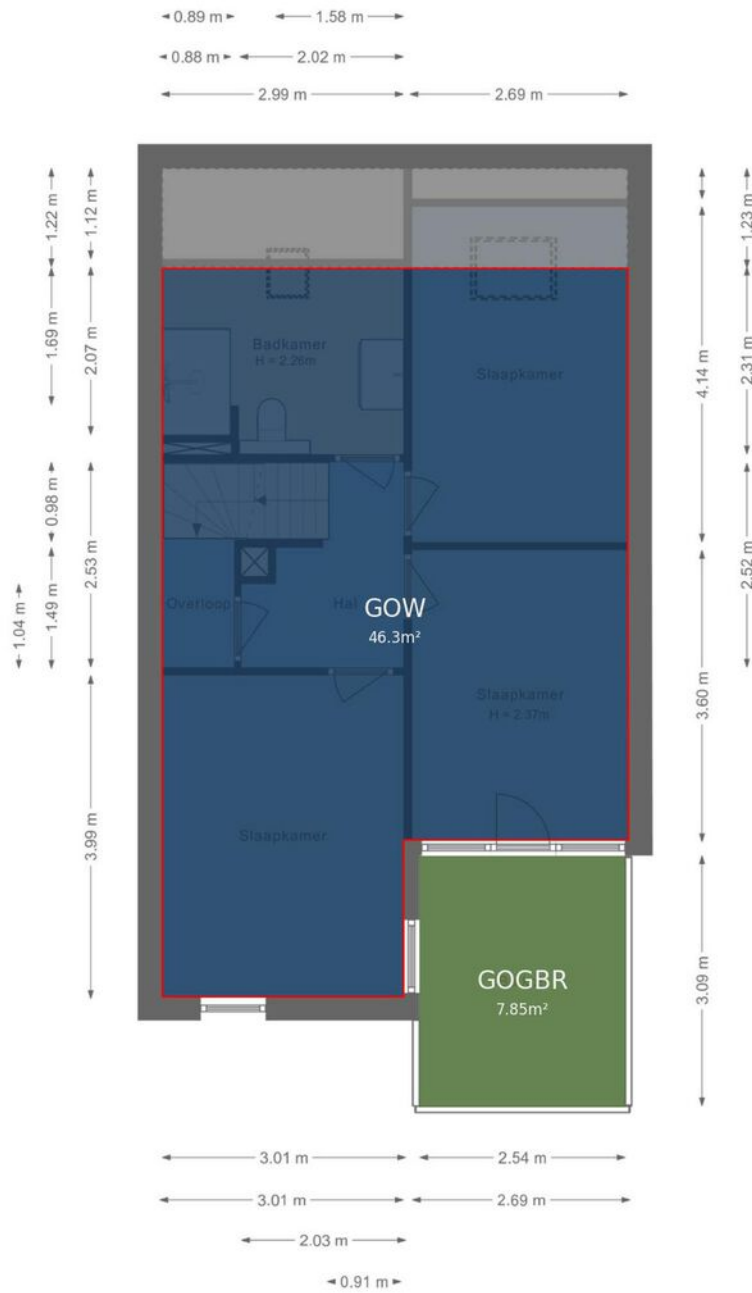 0.89 m
1.58 m
0.88 m
2.02 m
2.99 m
2.69 m
1.22 m
1.12 m
1.23 m
1.69 m
2.07 m
Badkamer
H = 2.26m
Slaapkamer
4.14 m
2.31 m
0.98 m
2.53 m
1.49 m
1.04 m
2.52 m
Overloop
Hal
GOW
46.3m²
Slaapkamer
H = 2.37m
3.60 m
Slaapkamer
3.99 m
GOGBR
7.85m²
3.09 m
3.01 m
2.54 m
3.01 m
2.69 m
2.03 m
0.91 m